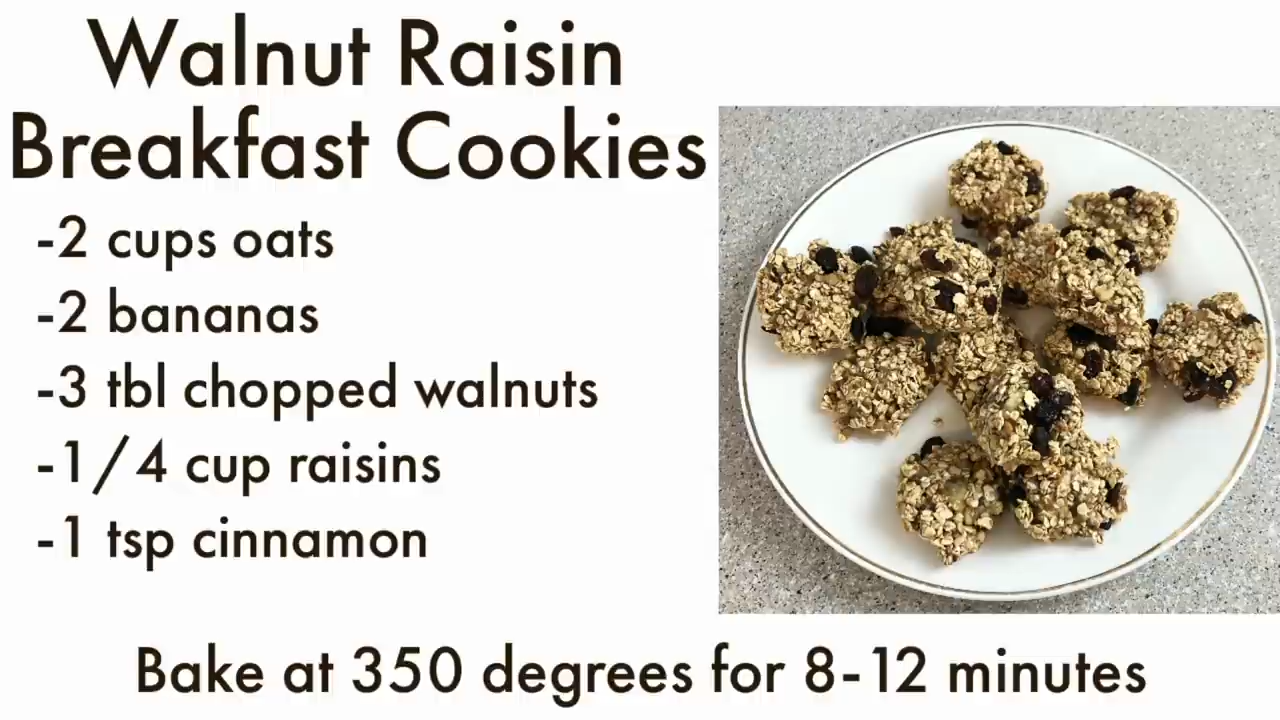 Walnut Raisin
Breakfast Cookies
-2 cups oats
-2 bananas
-3 tbl chopped walnuts
-1/4 cup raisins
-1 tsp cinnamon
Bake at 350 degrees for 8-12 minutes